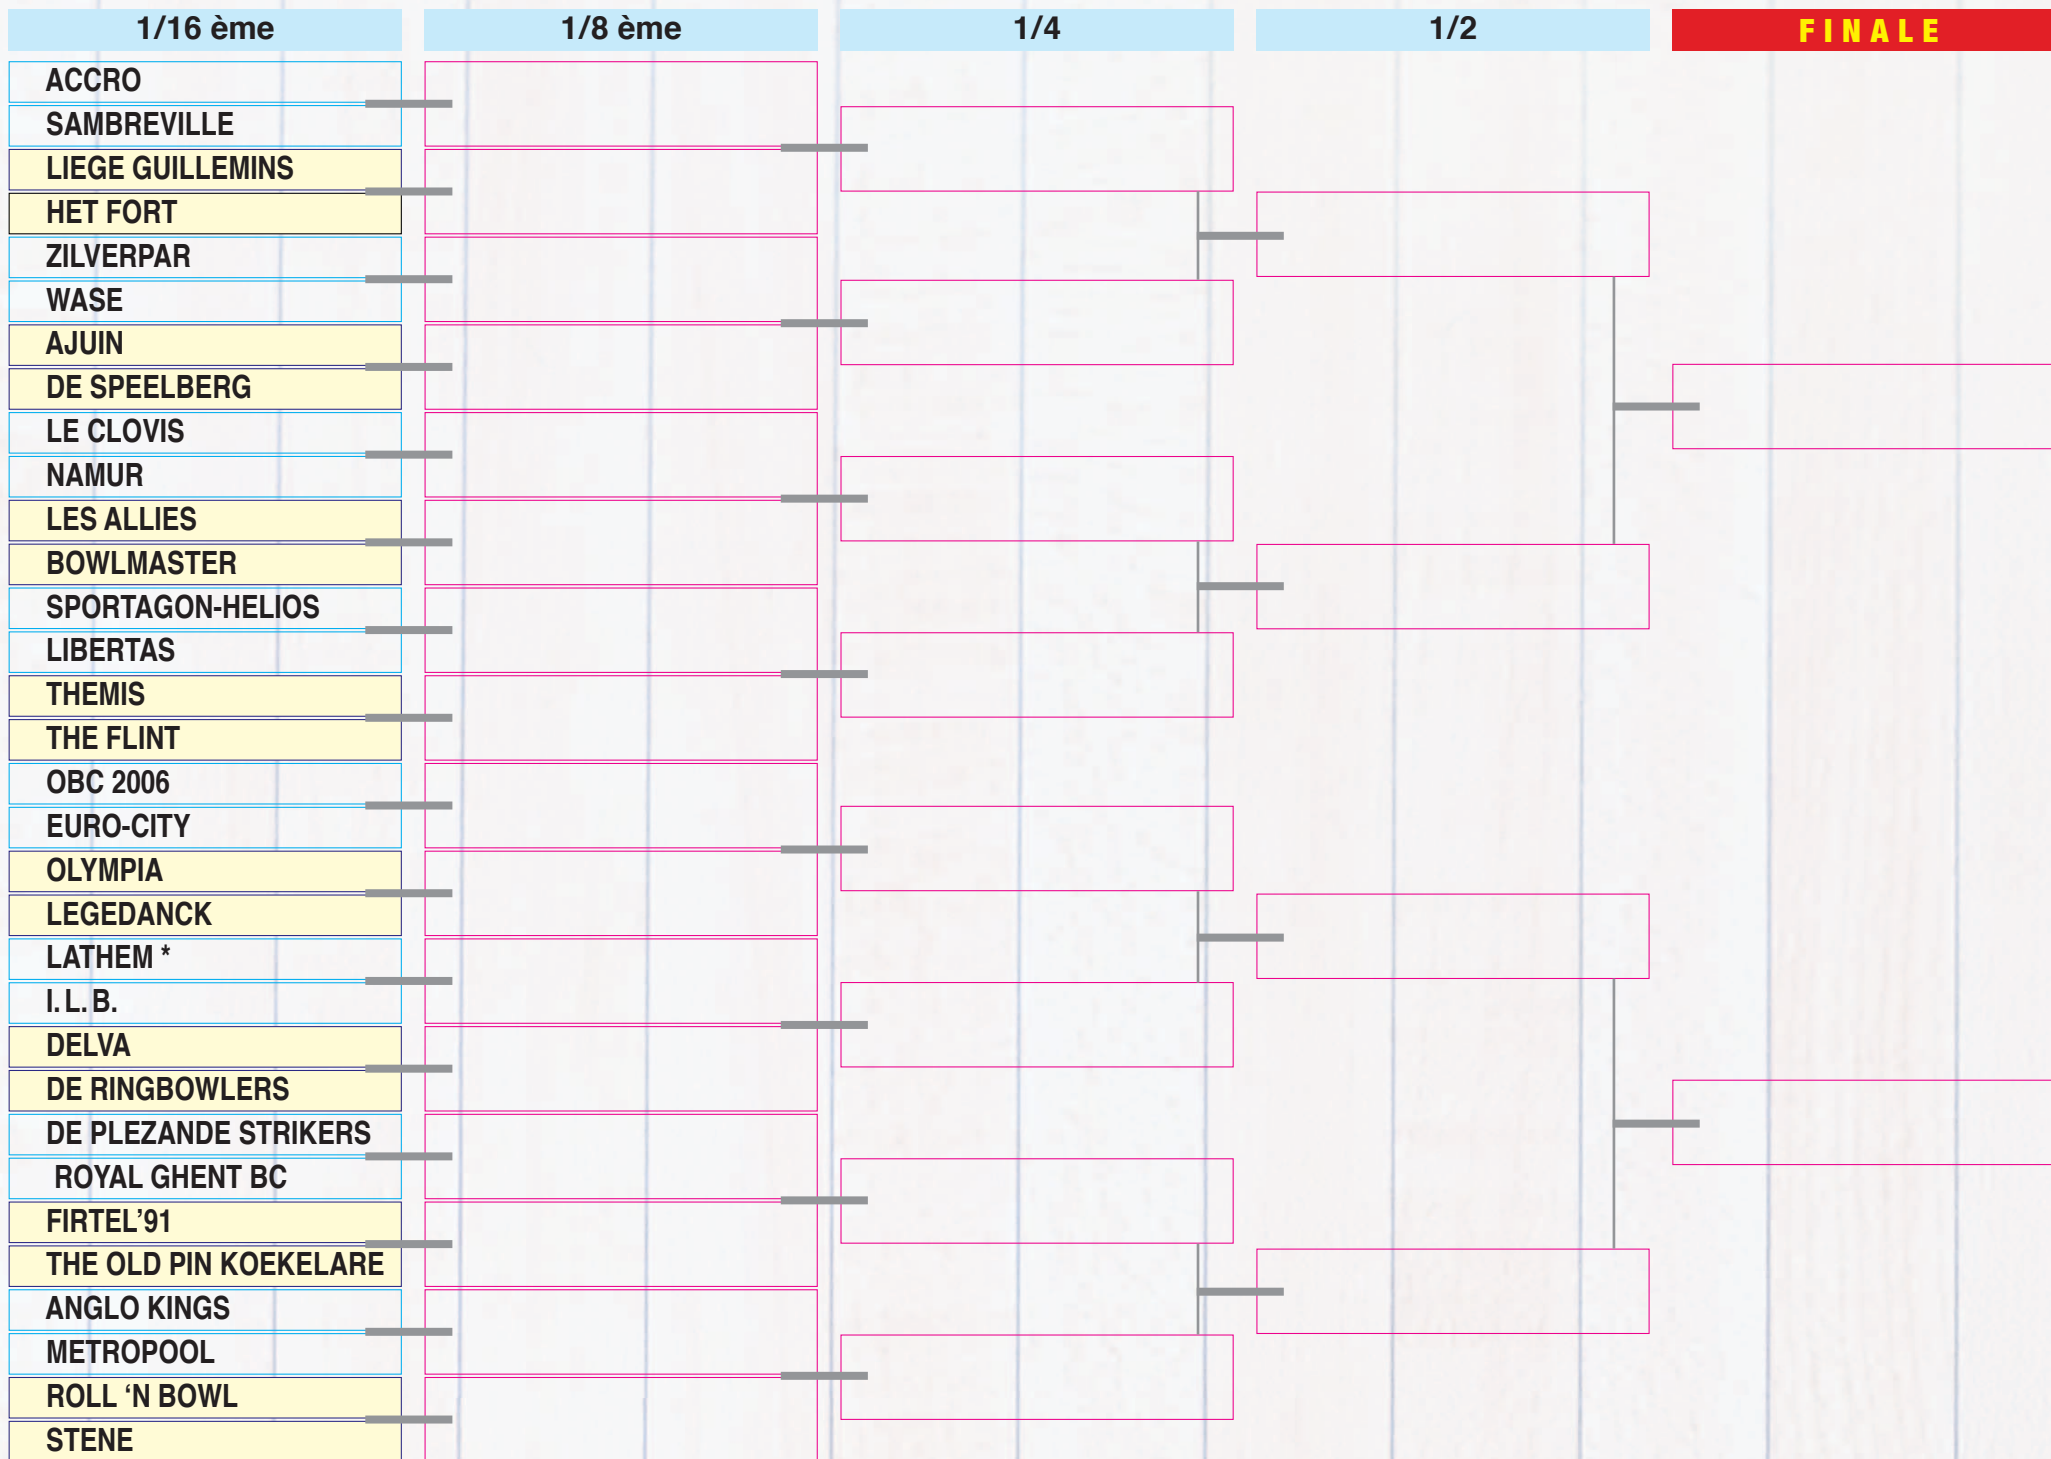 1/16 ème 1/8 ème 1/4 1/2 FINALE
ACCRO
SAMBREVILLE
LIEGE GUILLEMINS
HET FORT
ZILVERPAR
WASE
AJUIN
DE SPEELBERG
LE CLOVIS
NAMUR
LES ALLIES
BOWLMASTER
SPORTAGON-HELIOS
LIBERTAS
THEMIS
THE FLINT
OBC 2006
EURO-CITY
OLYMPIA
LEGEDANCK
LATHEM *
I.L.B.
DELVA
DE RINGBOWLERS
DE PLEZANDE STRIKERS
ROYAL GHENT BC
FIRTEL’91
THE OLD PIN KOEKELARE
ANGLO KINGS
METROPOOL
ROLL ‘N BOWL
STENE